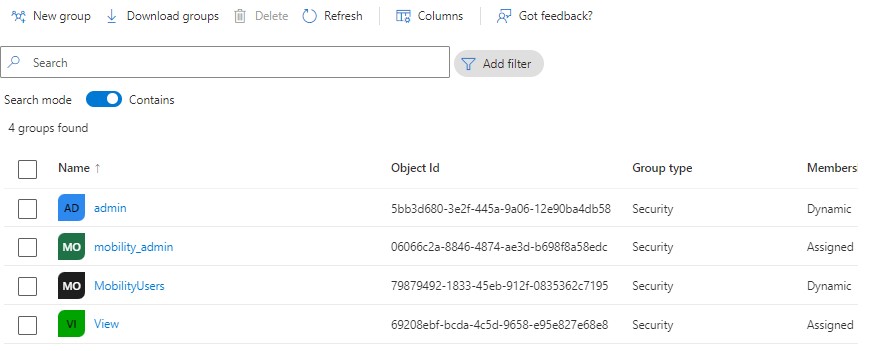 New group Download groups Delete Refresh Columns Got feedback?
Search Add filter
Search mode Contains
4 groups found
Name ↑ Object Id Group type Members
AD admin 5bb3d680-3e2f-445a-9a06-12e90ba4db58 Security Dynamic
MO mobility_admin 06066c2a-8846-4874-ae3d-b698f8a58edc Security Assigned
MO MobilityUsers 79879492-1833-45eb-912f-0835362c7195 Security Dynamic
VI View 69208ebf-bcda-4c5d-9658-e95e827e68e8 Security Assigned